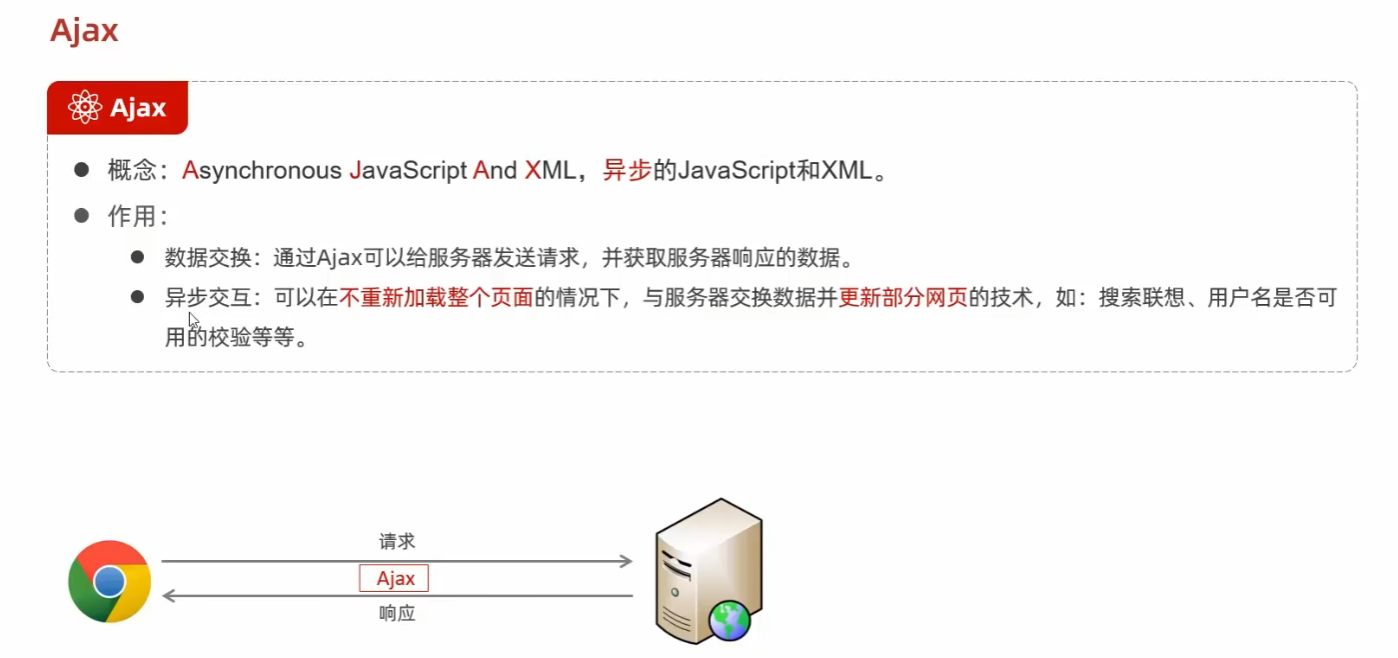 Ajax
Ajax
概念：Asynchronous JavaScript And XML，异步的JavaScript和XML。
作用：
数据交换：通过Ajax可以给服务器发送请求，并获取服务器响应的数据。
异步交互：可以在不重新加载整个页面的情况下，与服务器交换数据并更新部分网页的技术，如：搜索联想、用户名是否可
用的校验等等。
请求
Ajax
响应